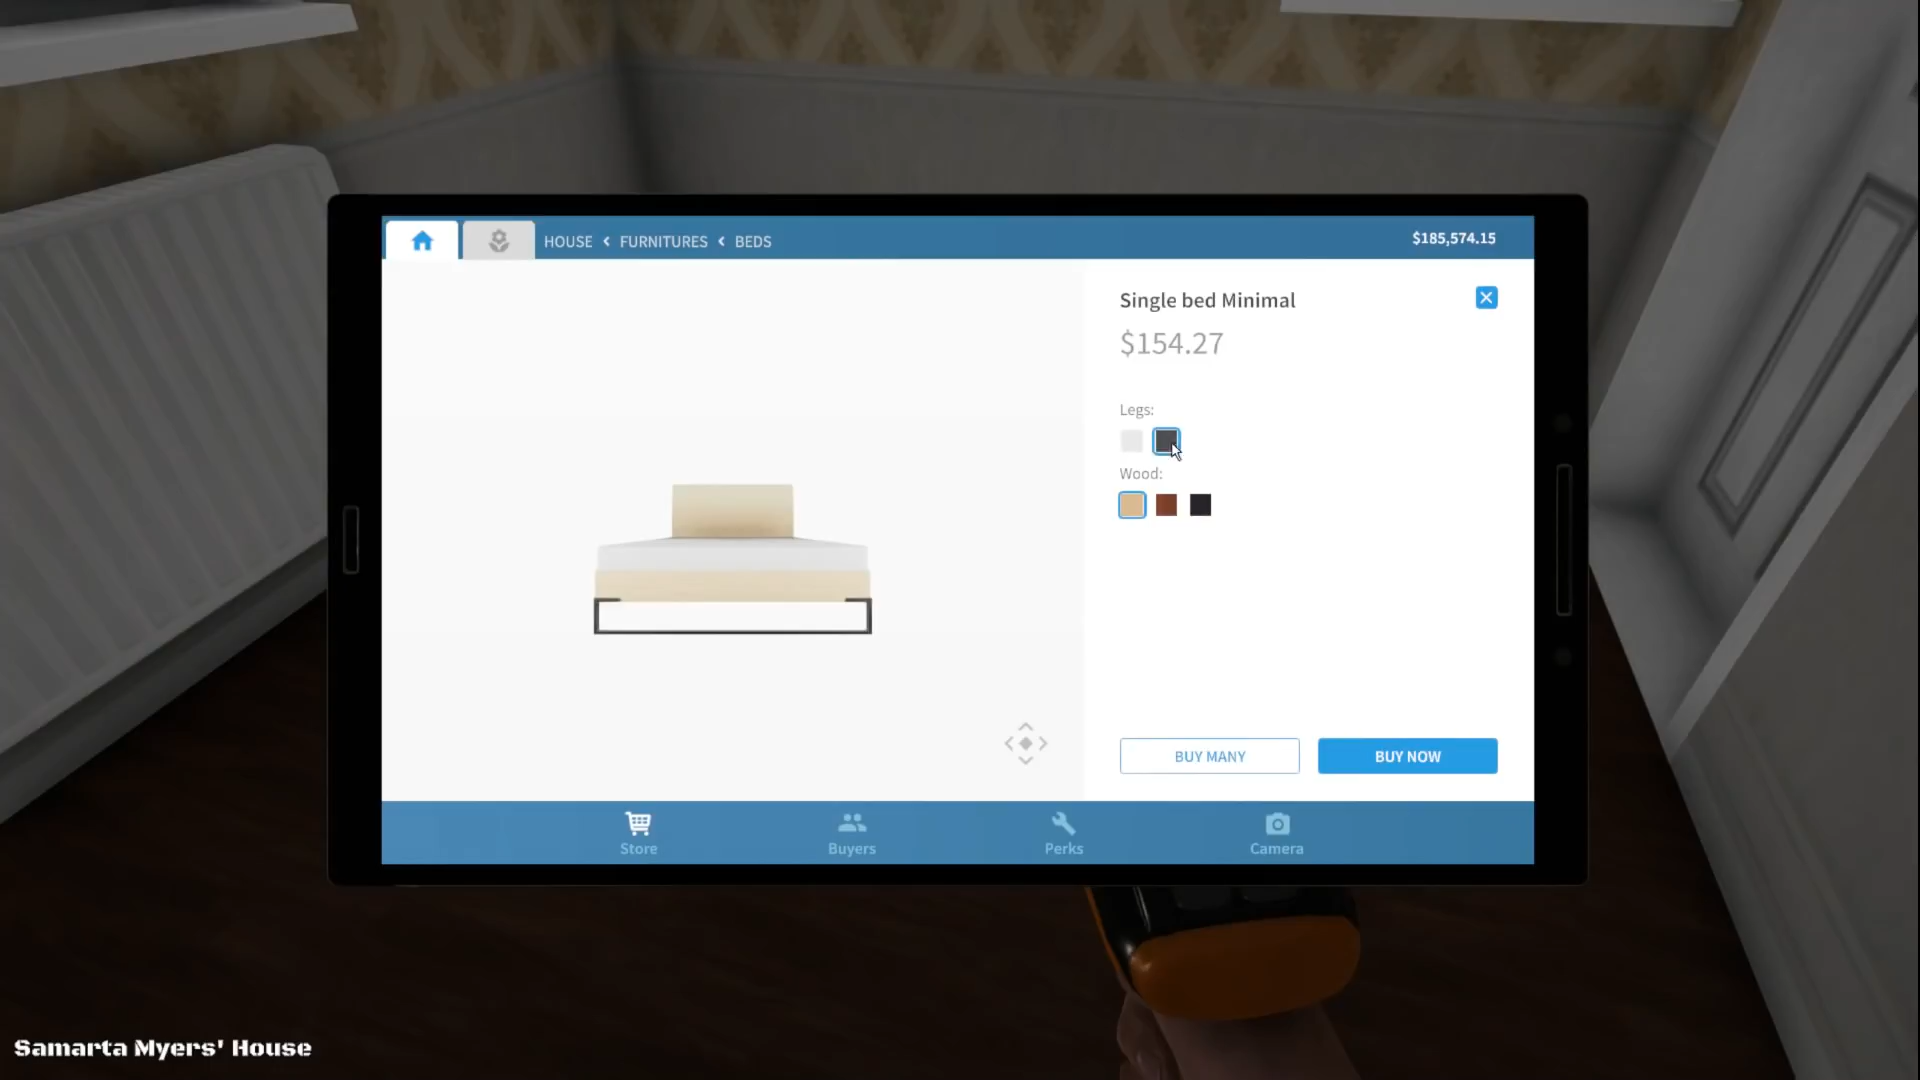 HOUSE < FURNITURES < BEDS
$185,574.15
Single bed Minimal
$154.27
Legs:
Wood:
BUY MANY
BUY NOW
Store
Buyers
Perks
Camera
Samarta Myers' House